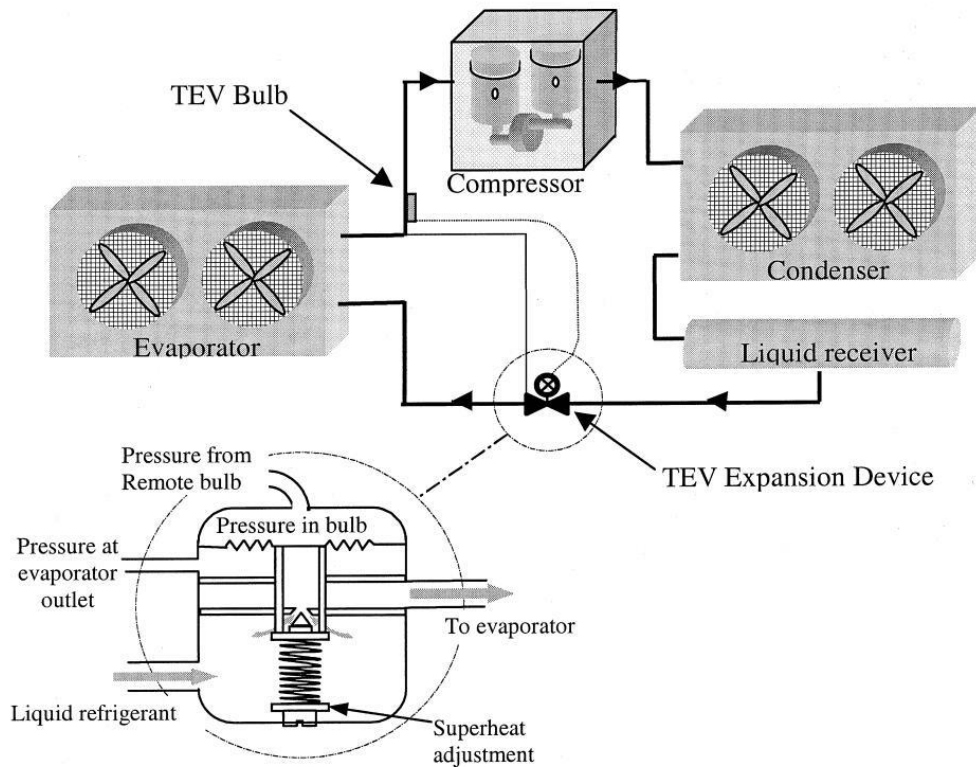 TEV Bulb
Compressor
Condenser
Evaporator
Liquid receiver
TEV Expansion Device
Pressure from
Remote bulb
Pressure in bulb
Pressure at
evaporator
outlet
To evaporator
Liquid refrigerant
Superheat
adjustment